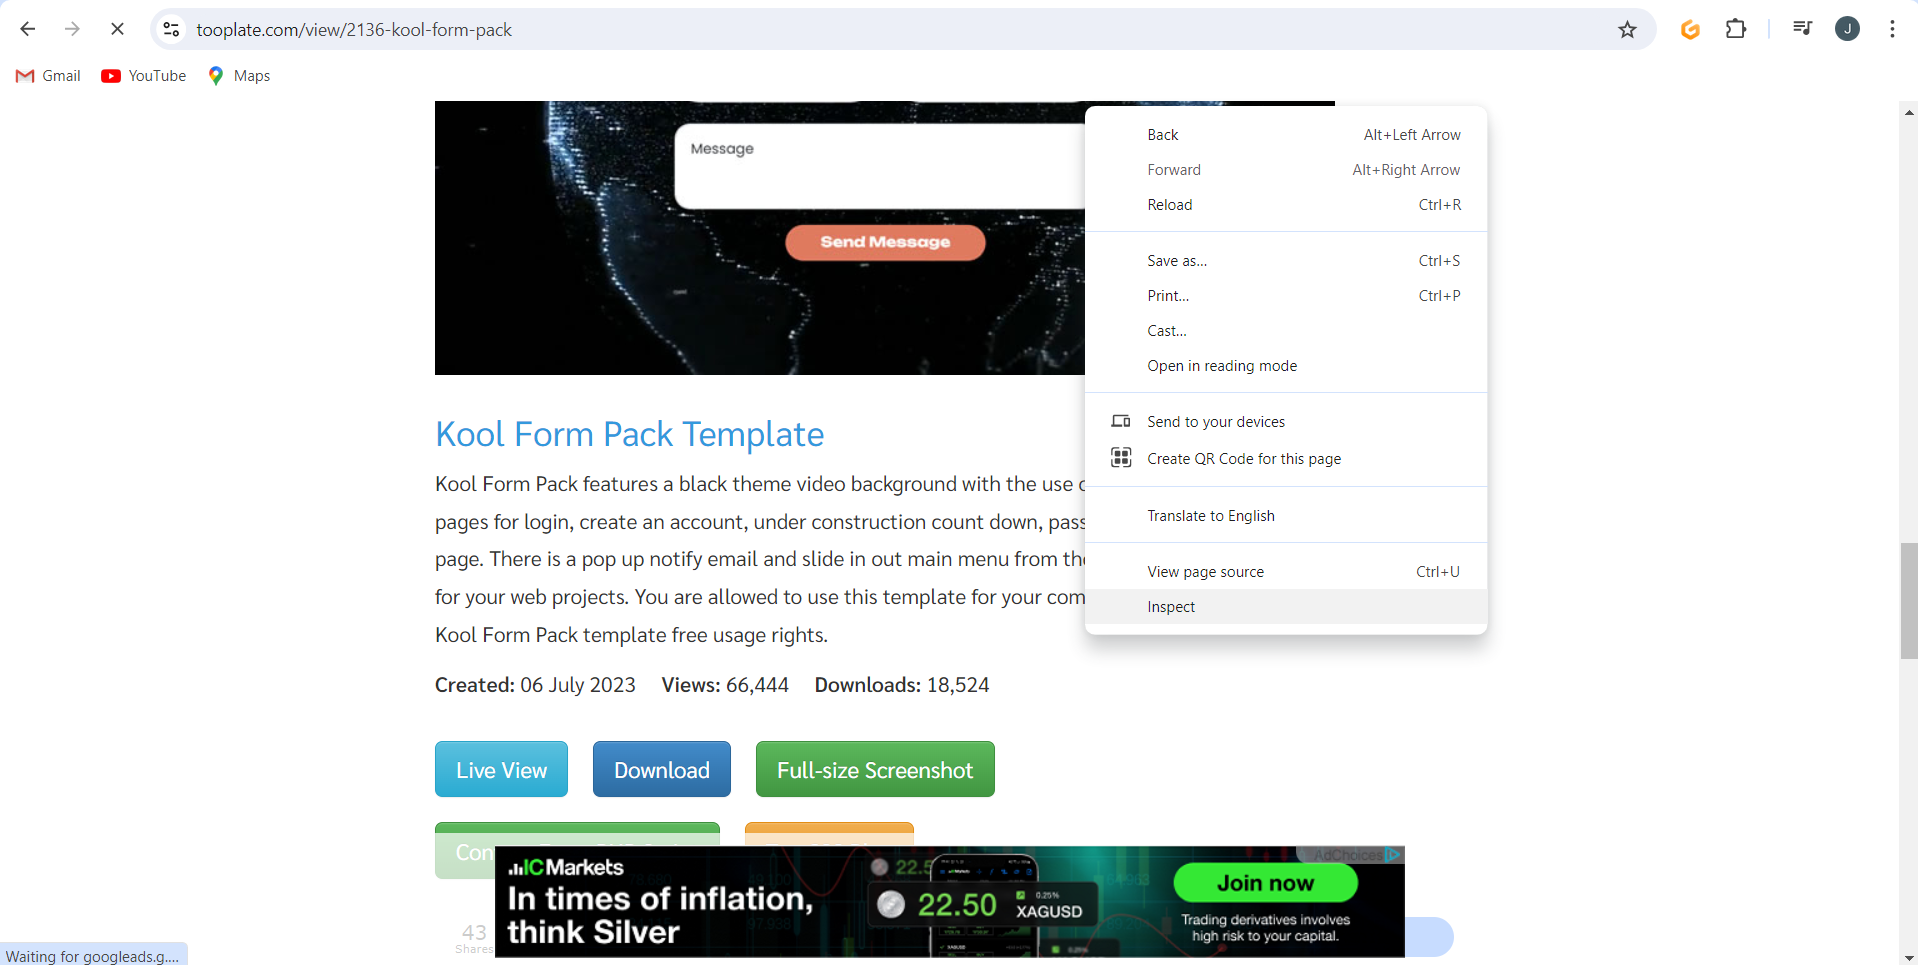 tooplate.com/view/2136-kool-form-pack
J
Gmail
YouTube
Maps
Message
Send Message
Back Alt+Left Arrow
Forward Alt+Right Arrow
Reload Ctrl+R
Save as... Ctrl+S
Print... Ctrl+P
Cast...
Open in reading mode
Send to your devices
Create QR Code for this page
Translate to English
View page source Ctrl+U
Inspect
Kool Form Pack Template
Kool Form Pack features a black theme video background with the use
pages for login, create an account, under construction count down,
page. There is a pop up notify email and slide in out main menu from
for your web projects. You are allowed to use this template for your
Kool Form Pack template free usage rights.
Created: 06 July 2023 Views: 66,444 Downloads: 18,524
Live View
Download
Full-size Screenshot
ICMarkets
In times of inflation,
think Silver
22.50
0.25%
XAGUSD
AdChoices
Join now
Trading derivatives involves
high risk to your capital.
43
Shares
Waiting for googleads.g....